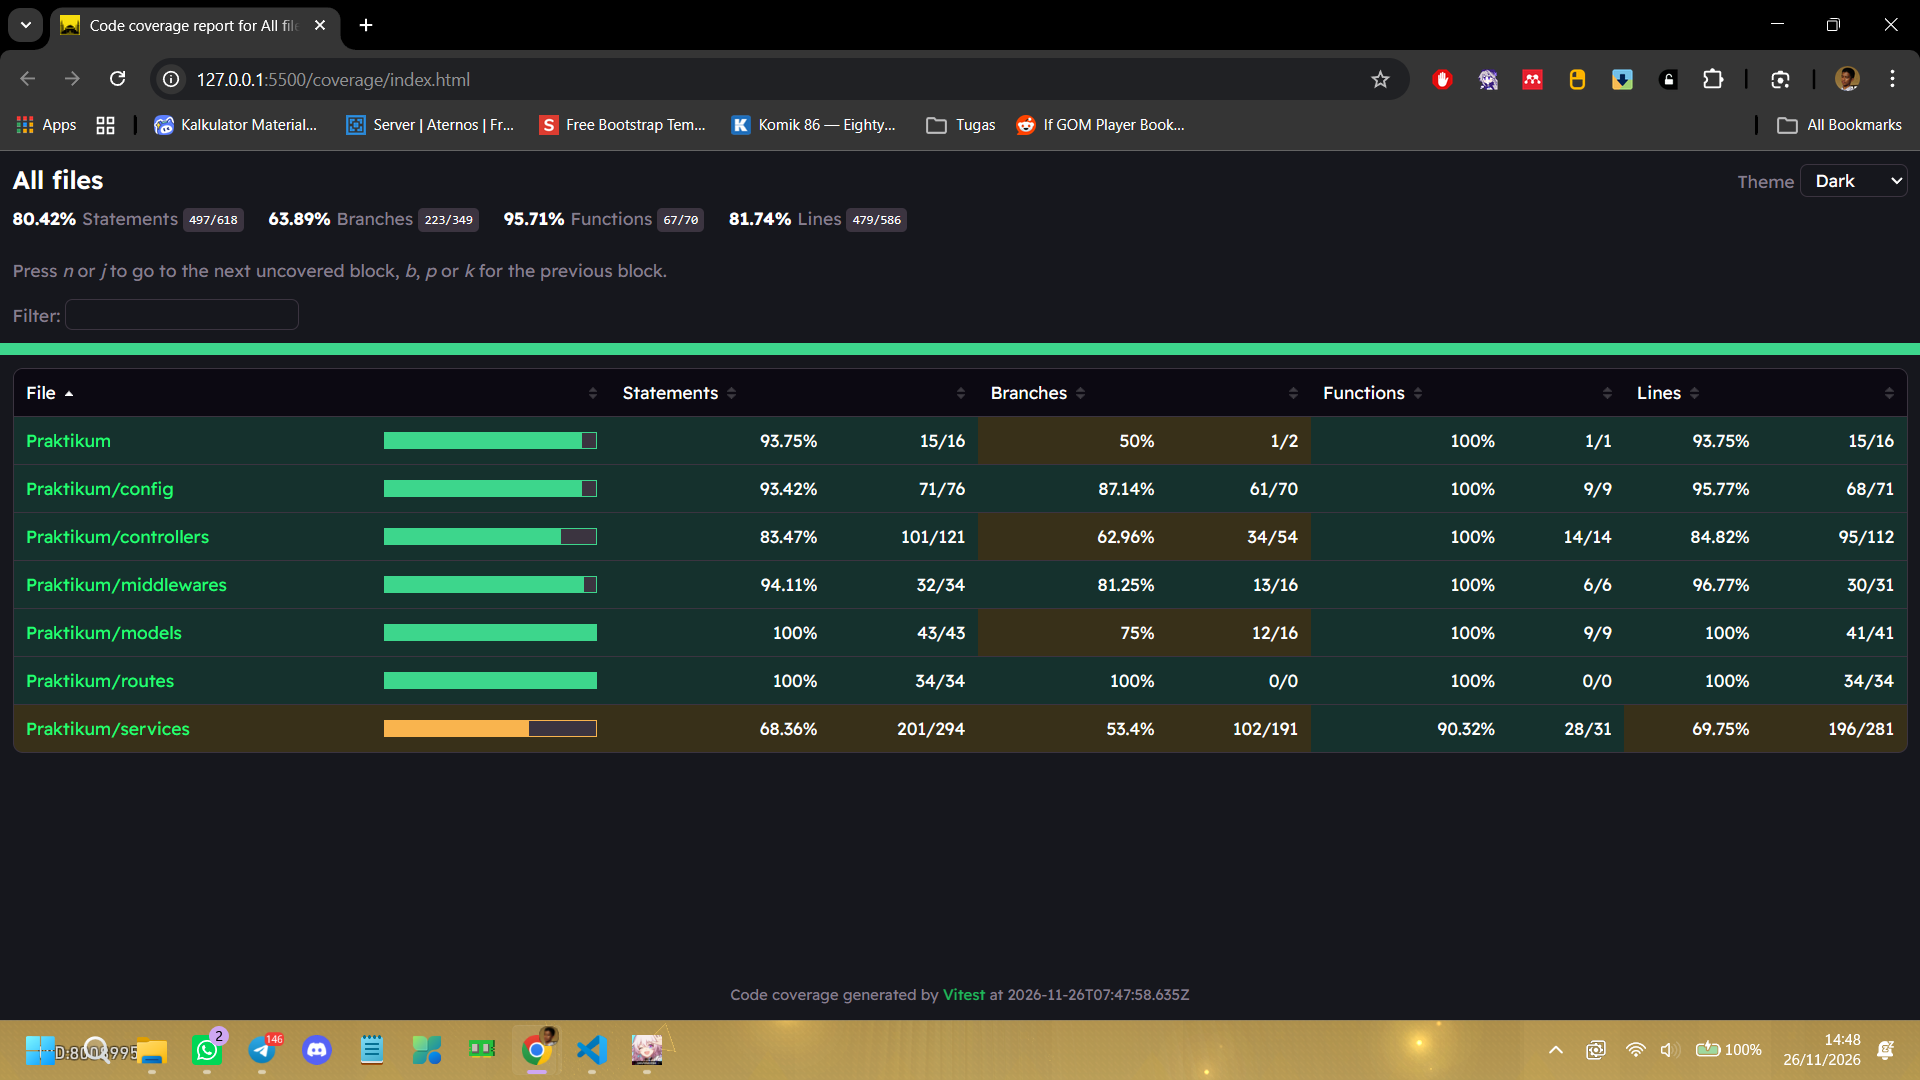 Code coverage report for All file
127.0.0.1:5500/coverage/index.html
Apps
Kalkulator Material...
Server | Aternos | Fr...
Free Bootstrap Tem...
Komik 86 — Eighty...
Tugas
If GOM Player Book...
All Bookmarks
All files
Theme Dark
80.42% Statements 497/618 63.89% Branches 223/349 95.71% Functions 67/70 81.74% Lines 479/586
Press n or j to go to the next uncovered block, b, p or k for the previous block.
Filter:
File Statements Branches Functions Lines
Praktikum 93.75% 15/16 50% 1/2 100% 1/1 93.75% 15/16
Praktikum/config 93.42% 71/76 87.14% 61/70 100% 9/9 95.77% 68/71
Praktikum/controllers 83.47% 101/121 62.96% 34/54 100% 14/14 84.82% 95/112
Praktikum/middlewares 94.11% 32/34 81.25% 13/16 100% 6/6 96.77% 30/31
Praktikum/models 100% 43/43 75% 12/16 100% 9/9 100% 41/41
Praktikum/routes 100% 34/34 100% 0/0 100% 0/0 100% 34/34
Praktikum/services 68.36% 201/294 53.4% 102/191 90.32% 28/31 69.75% 196/281
Code coverage generated by Vitest at 2026-11-26T07:47:58.635Z
2
146
100%
14:48
26/11/2026